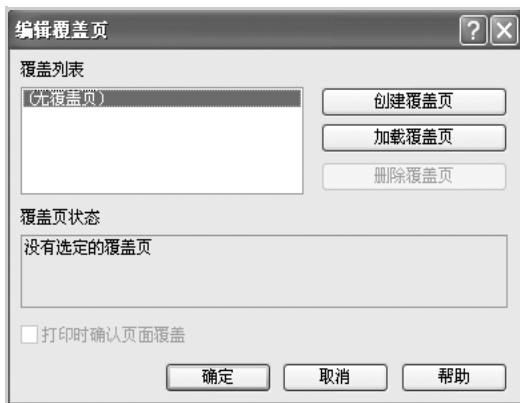 编辑覆盖页
覆盖列表
(无覆盖页)
创建覆盖页
加载覆盖页
删除覆盖页
覆盖页状态
没有选定的覆盖页
打印时确认页面覆盖
确定 取消 帮助